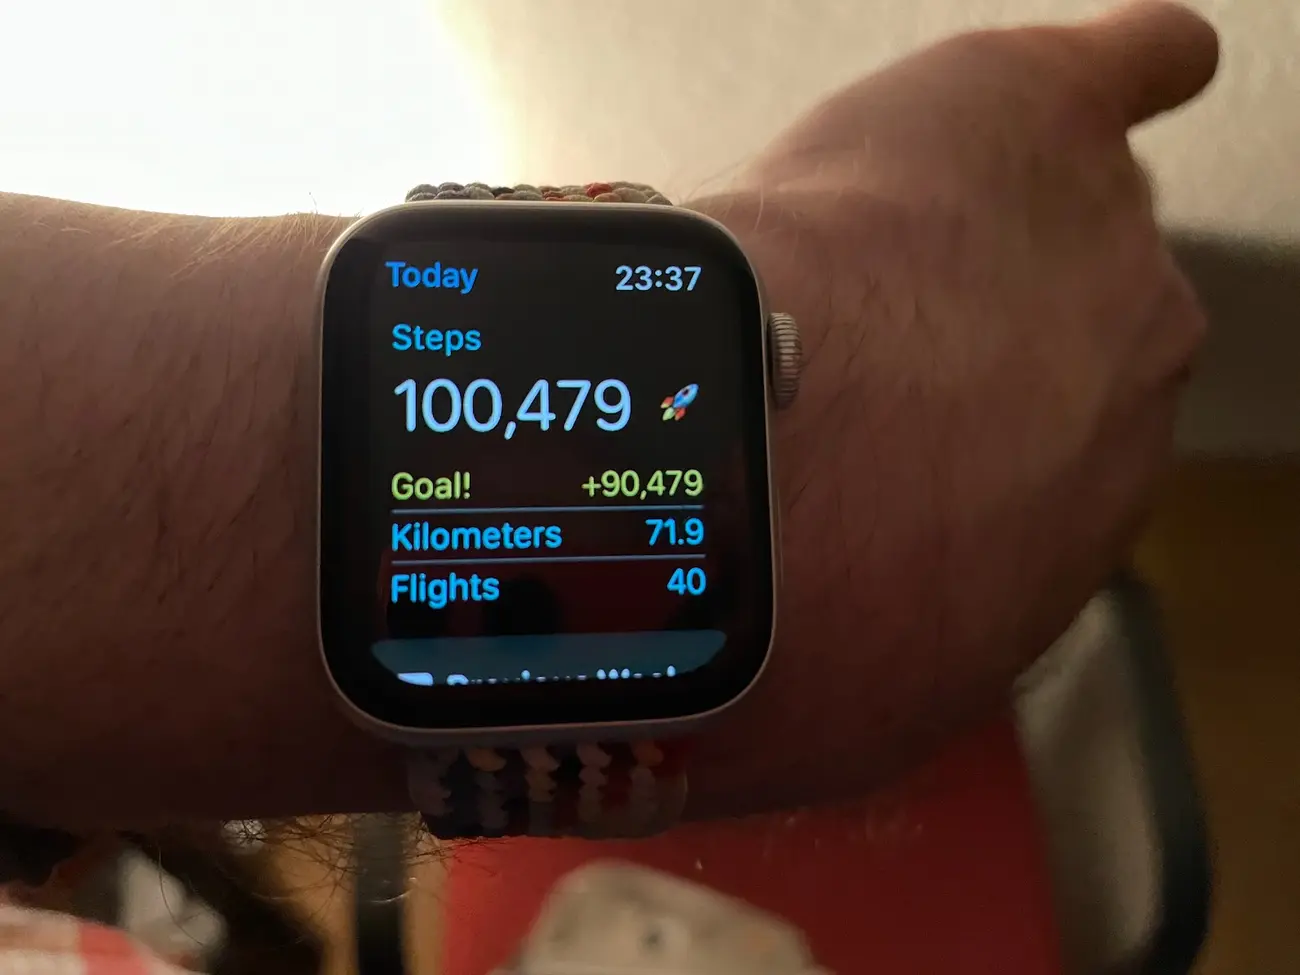 Today 23:37
Steps
100,479 🚀
Goal! +90,479
Kilometers 71.9
Flights 40